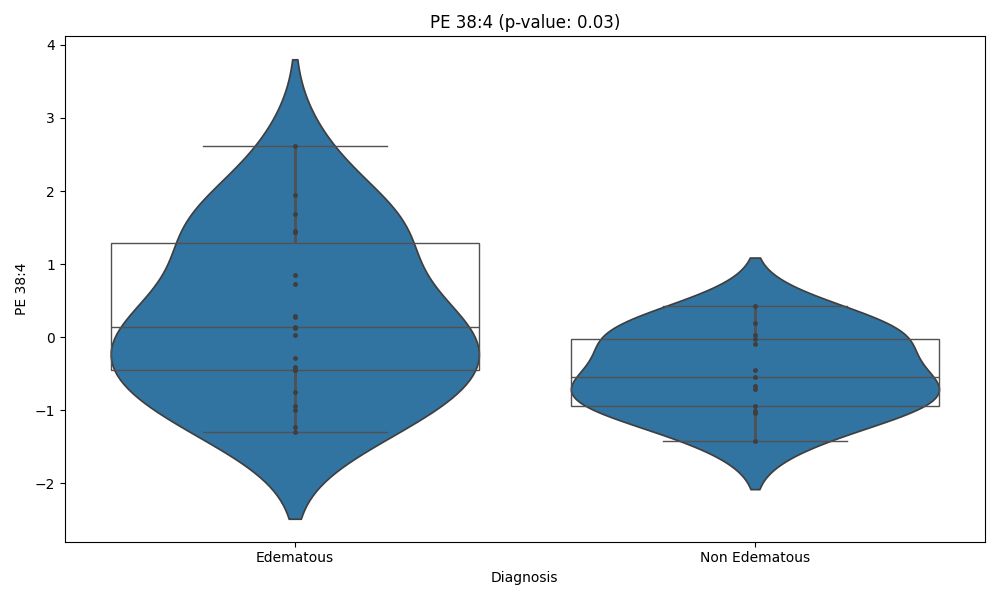 PE 38:4 (p-value: 0.03)
4
3
2
1
0
−1
−2
PE 38:4
Edematous
Non Edematous
Diagnosis